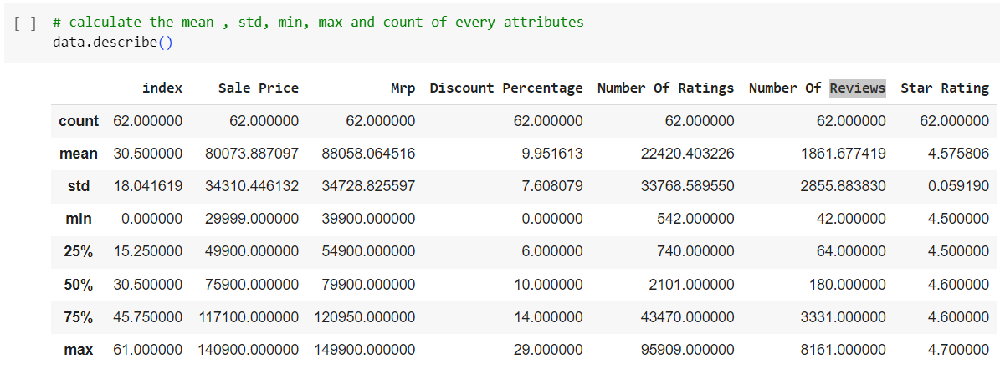 [ ] # calculate the mean , std, min, max and count of every attributes
data.describe()
index Sale Price Mrp Discount Percentage Number Of Ratings Number Of Reviews Star Rating
count 62.000000 62.000000 62.000000 62.000000 62.000000 62.000000 62.000000
mean 30.500000 80073.887097 88058.064516 9.951613 22420.403226 1861.677419 4.575806
std 18.041619 34310.446132 34728.825597 7.608079 33768.589550 2855.883830 0.059190
min 0.000000 29999.000000 39900.000000 0.000000 542.000000 42.000000 4.500000
25% 15.250000 49900.000000 54900.000000 6.000000 740.000000 64.000000 4.500000
50% 30.500000 75900.000000 79900.000000 10.000000 2101.000000 180.000000 4.600000
75% 45.750000 117100.000000 120950.000000 14.000000 43470.000000 3331.000000 4.600000
max 61.000000 140900.000000 149900.000000 29.000000 95909.000000 8161.000000 4.700000